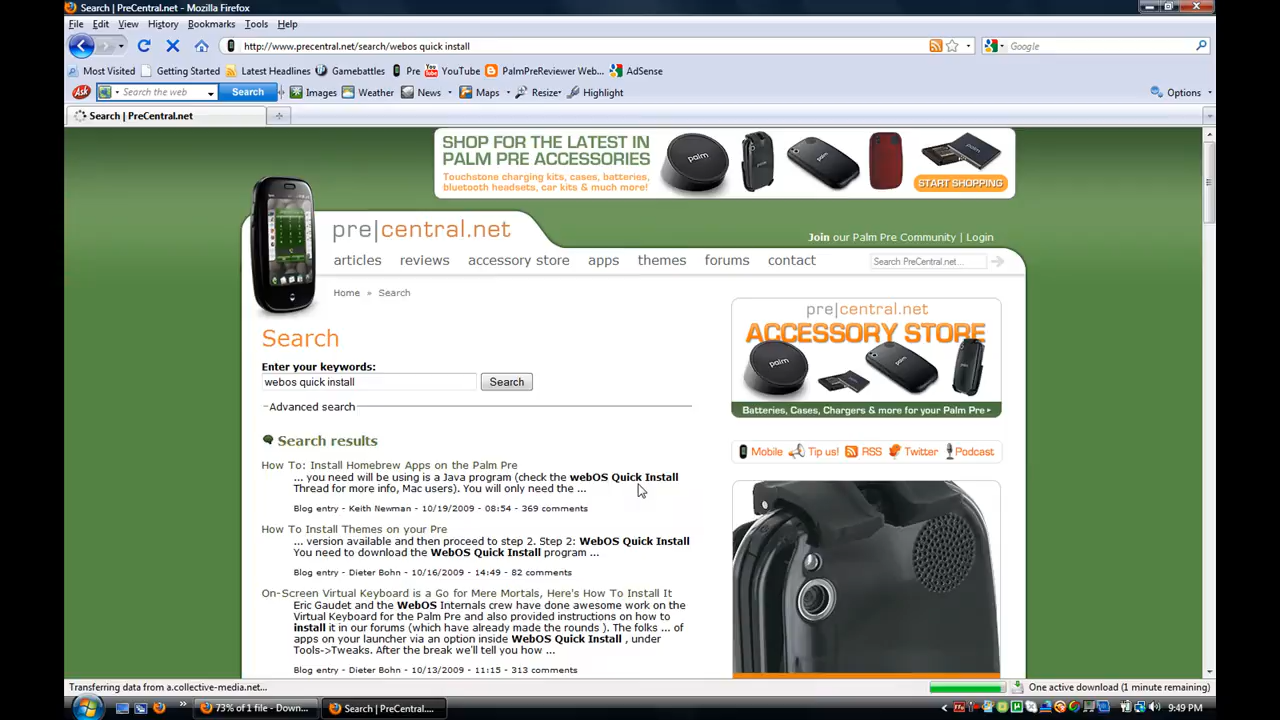 Search | PreCentral.net - Mozilla Firefox
File Edit View History Bookmarks Tools Help
http://www.precentral.net/search/webos quick install
Google
Most Visited Getting Started Latest Headlines Gamebattles Pre YouTube PalmPreReviewer Web... AdSense
Ask Search the web Search Images Weather News Maps Resize Highlight Options
Search | PreCentral.net
SHOP FOR THE LATEST IN
PALM PRE ACCESSORIES
Touchstone charging kits, cases, batteries,
bluetooth headsets, car kits & much more!
palm
palm
START SHOPPING
pre|central.net
Join our Palm Pre Community | Login
articles reviews accessory store apps themes forums contact
Search PreCentral.net...
Home » Search
Search
Enter your keywords:
webos quick install Search
Advanced search
Search results
How To: Install Homebrew Apps on the Palm Pre
... you need will be using is a Java program (check the webOS Quick Install
Thread for more info, Mac users). You will only need the ...
Blog entry - Keith Newman - 10/19/2009 - 08:54 - 369 comments
How To Install Themes on your Pre
... version available and then proceed to step 2. Step 2: WebOS Quick Install
You need to download the WebOS Quick Install program ...
Blog entry - Dieter Bohn - 10/16/2009 - 14:49 - 82 comments
On-Screen Virtual Keyboard is a Go for Mere Mortals, Here's How To Install It
Eric Gaudet and the WebOS Internals crew have done awesome work on the
Virtual Keyboard for the Palm Pre and also provided instructions on how to
install it in our forums (which have already made the rounds ). The folks ... of
apps on your launcher via an option inside WebOS Quick Install , under
Tools->Tweaks. After the break we'll tell you how ...
Blog entry - Dieter Bohn - 10/13/2009 - 11:15 - 313 comments
pre|central.net
ACCESSORY STORE
palm
palm
Batteries, Cases, Chargers & more for your Palm Pre
Mobile Tip us! RSS Twitter Podcast
Transferring data from a.collective-media.net...
One active download (1 minute remaining)
73% of 1 file - Down...
Search | PreCentral....
9:49 PM